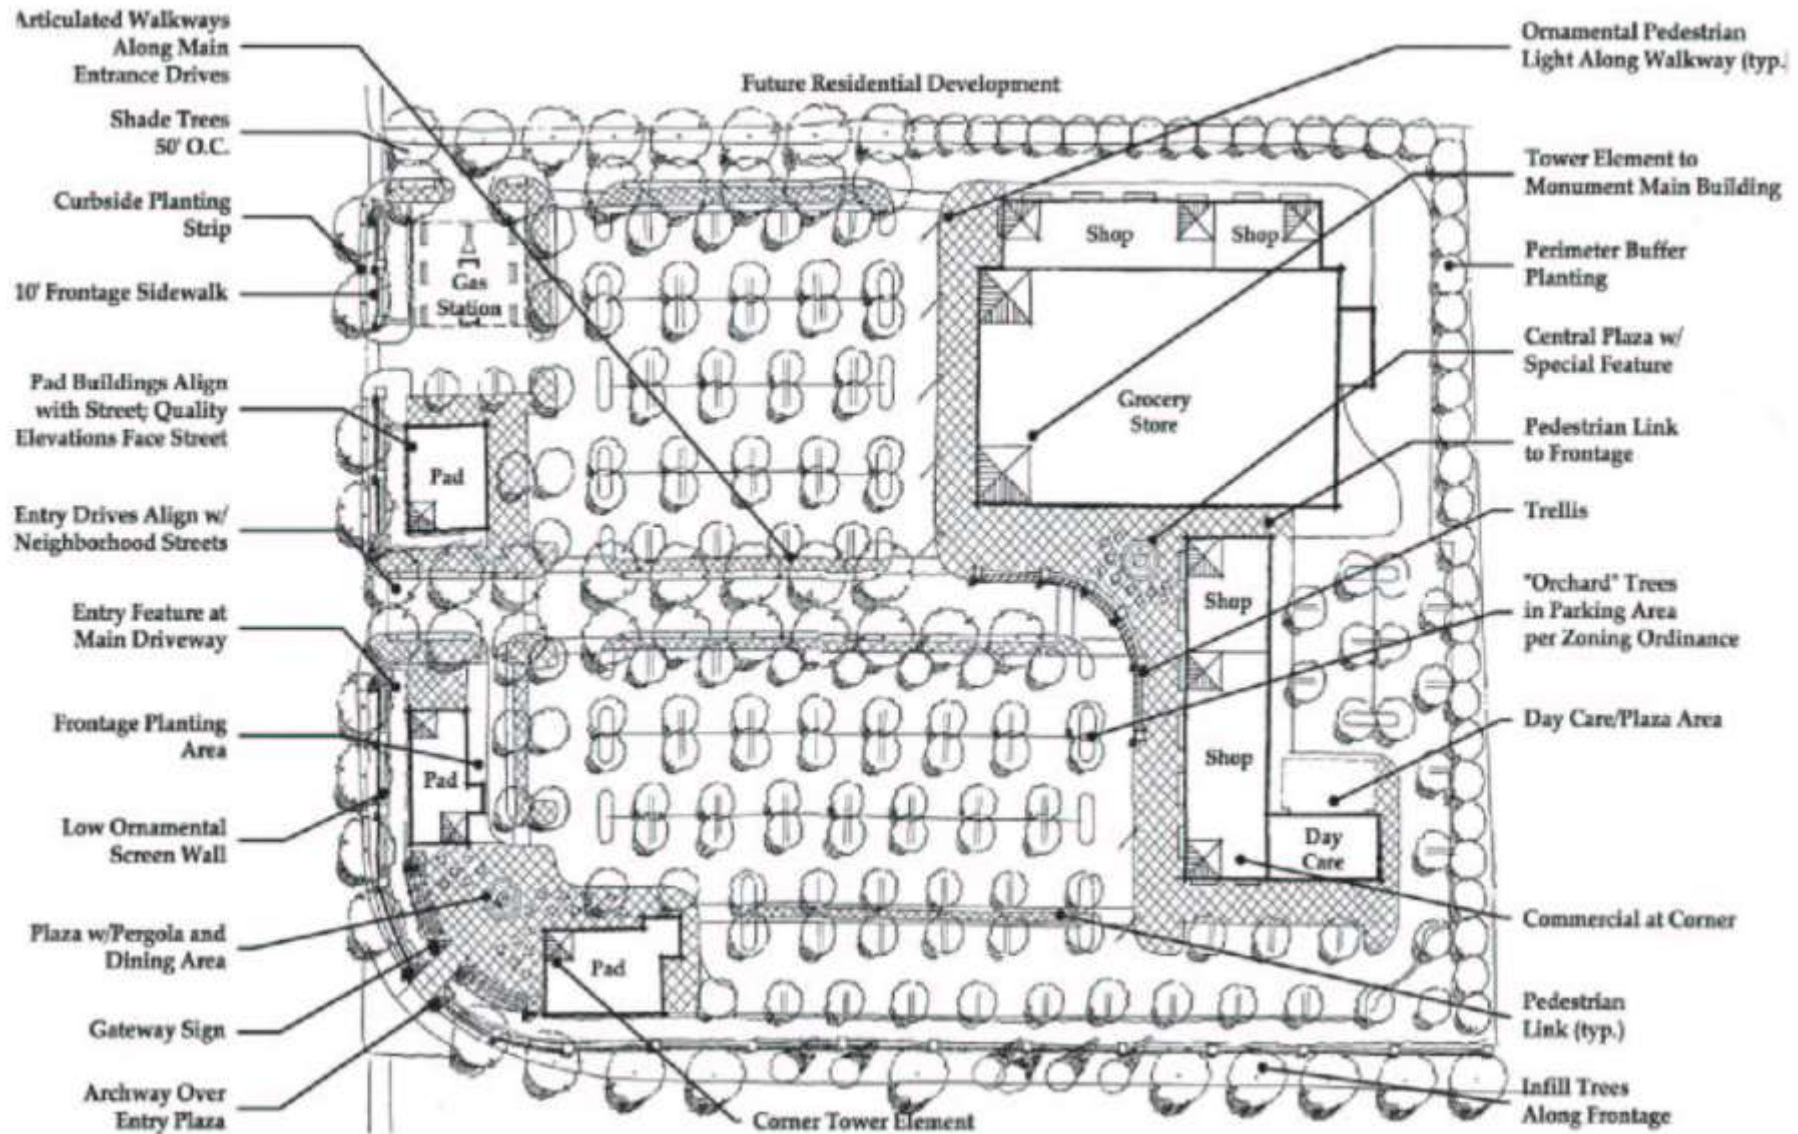 Articulated Walkways
Along Main
Entrance Drives
Shade Trees
50' O.C.
Curbside Planting
Strip
10' Frontage Sidewalk
Pad Buildings Align
with Street; Quality
Elevations Face Street
Entry Drives Align w/
Neighborhood Streets
Entry Feature at
Main Driveway
Frontage Planting
Area
Low Ornamental
Screen Wall
Plaza w/Pergola and
Dining Area
Gateway Sign
Archway Over
Entry Plaza
Future Residential Development
Gas
Station
Pad
Pad
Pad
Shop
Shop
Grocery
Store
Shop
Shop
Day
Care
Corner Tower Element
Ornamental Pedestrian
Light Along Walkway (typ.)
Tower Element to
Monument Main Building
Perimeter Buffer
Planting
Central Plaza w/
Special Feature
Pedestrian Link
to Frontage
Trellis
"Orchard" Trees
in Parking Area
per Zoning Ordinance
Day Care/Plaza Area
Commercial at Corner
Pedestrian
Link (typ.)
Infill Trees
Along Frontage